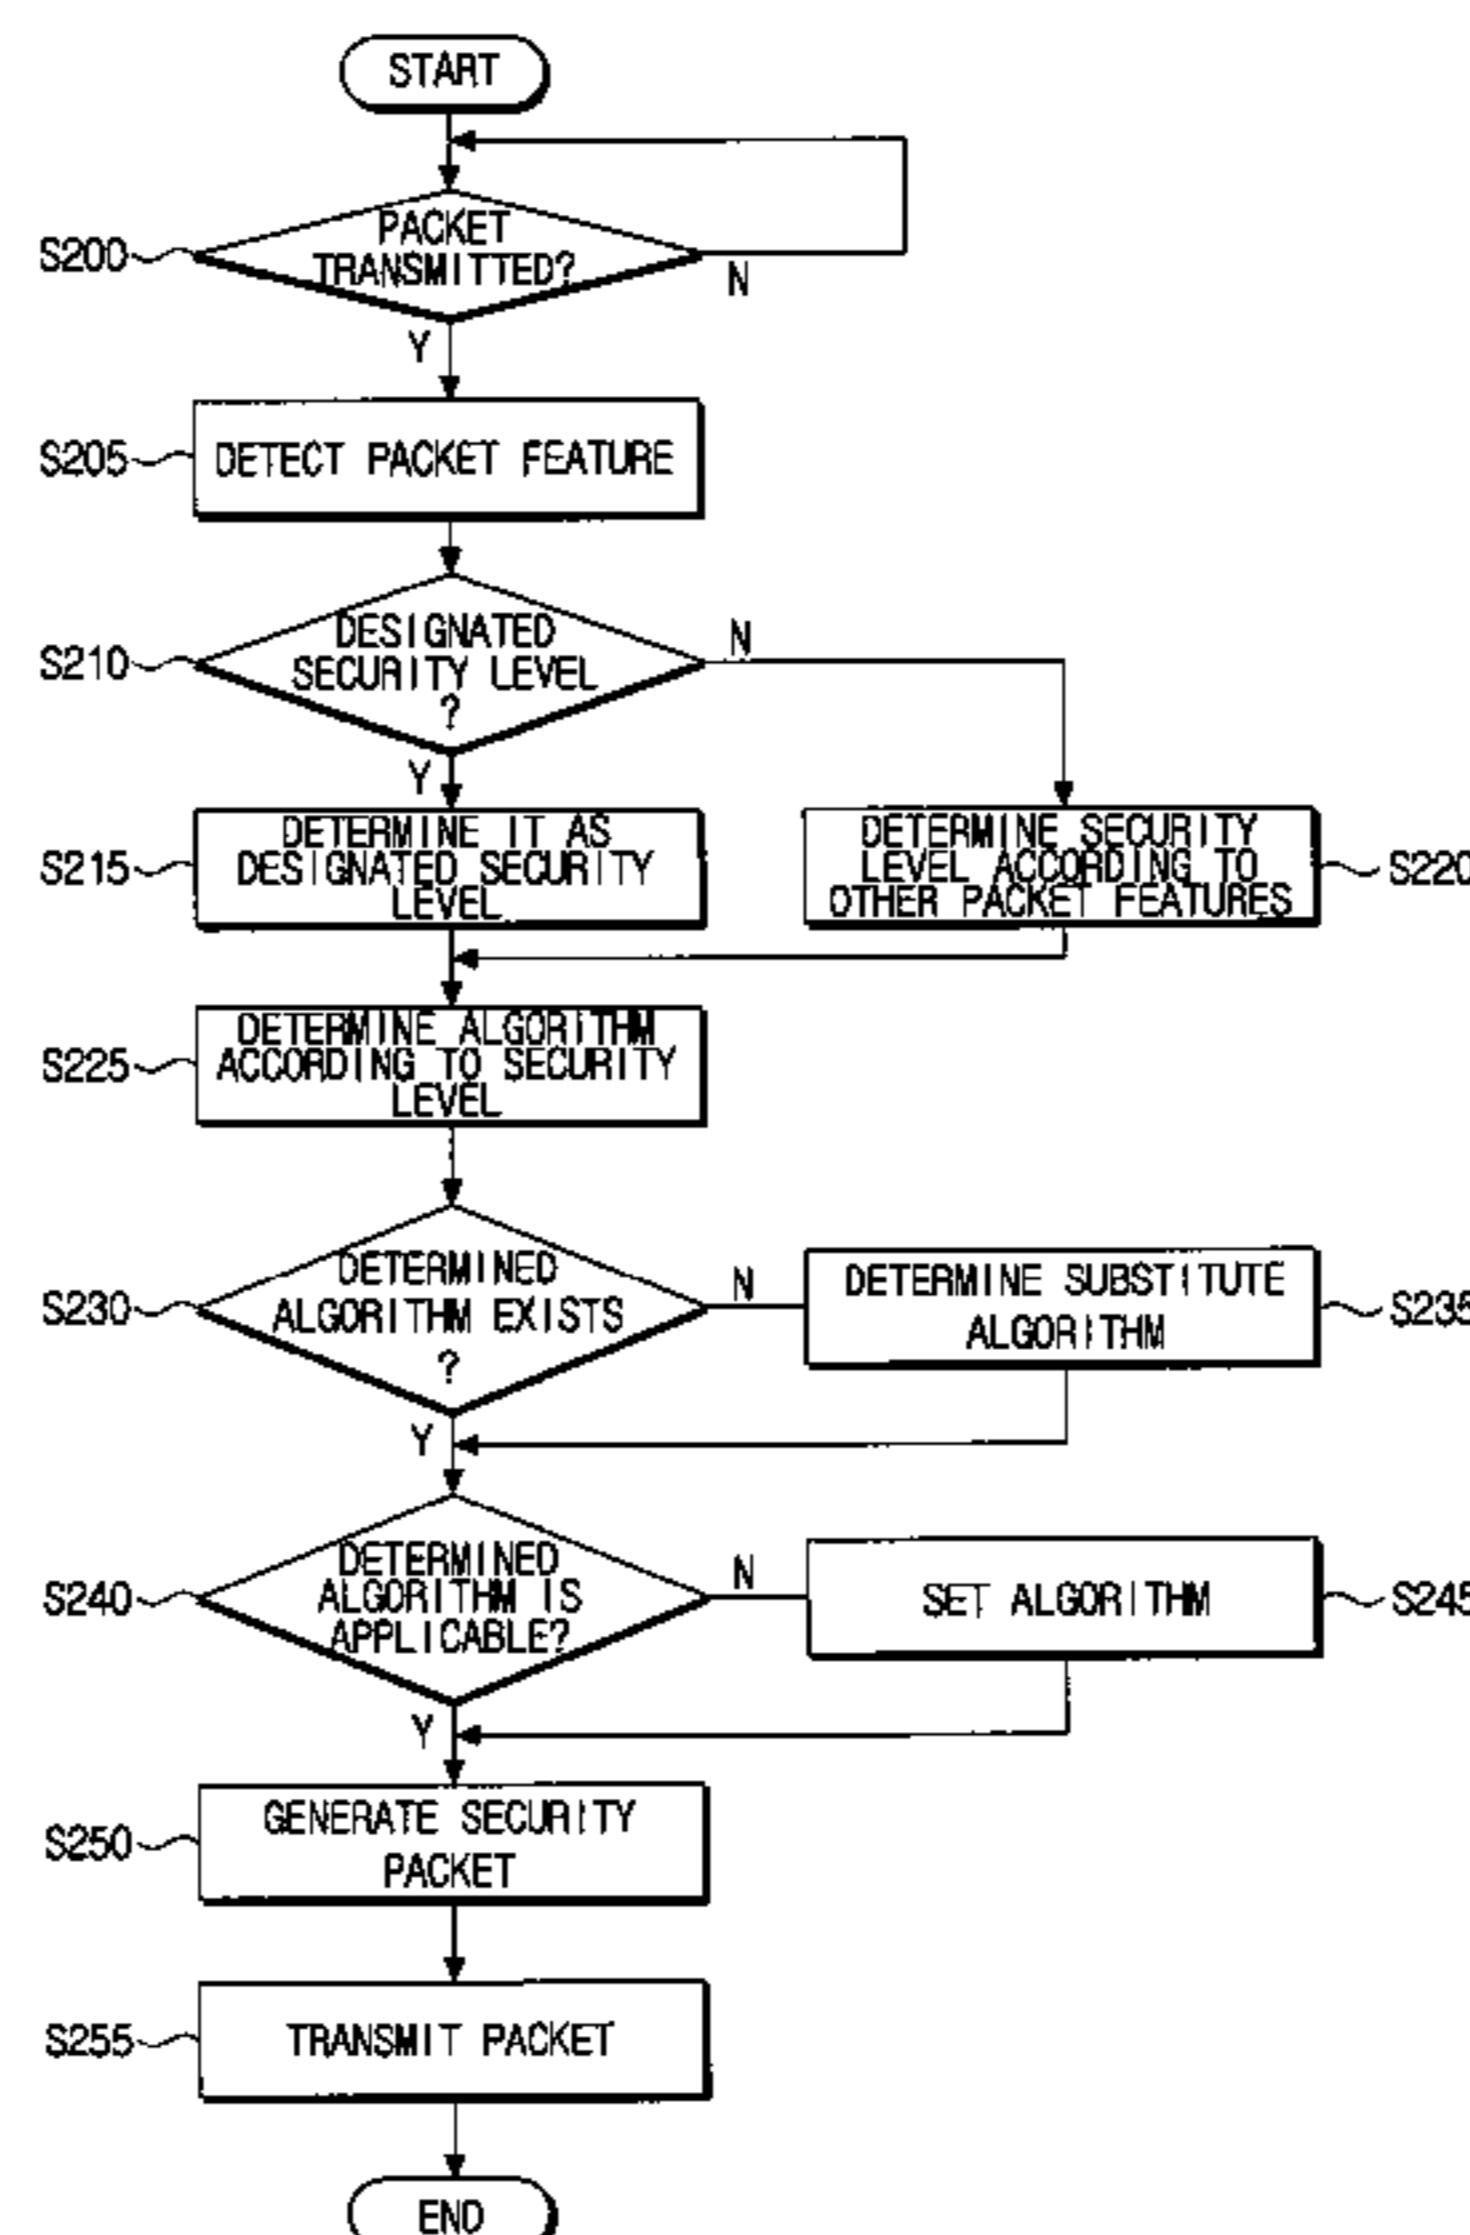 START
PACKET
TRANSMITTED?
S200
N
Y
S205
DETECT PACKET FEATURE
DESIGNATED
SECURITY LEVEL
?
S210
N
Y
S215
DETERMINE IT AS
DESIGNATED SECURITY
LEVEL
DETERMINE SECURITY
LEVEL ACCORDING TO
OTHER PACKET FEATURES
S220
S225
DETERMINE ALGORITHM
ACCORDING TO SECURITY
LEVEL
S230
DETERMINED
ALGORITHM EXISTS
?
N
DETERMINE SUBSTITUTE
ALGORITHM
S235
Y
S240
DETERMINED
ALGORITHM IS
APPLICABLE?
N
SET ALGORITHM
S245
Y
S250
GENERATE SECURITY
PACKET
S255
TRANSMIT PACKET
END